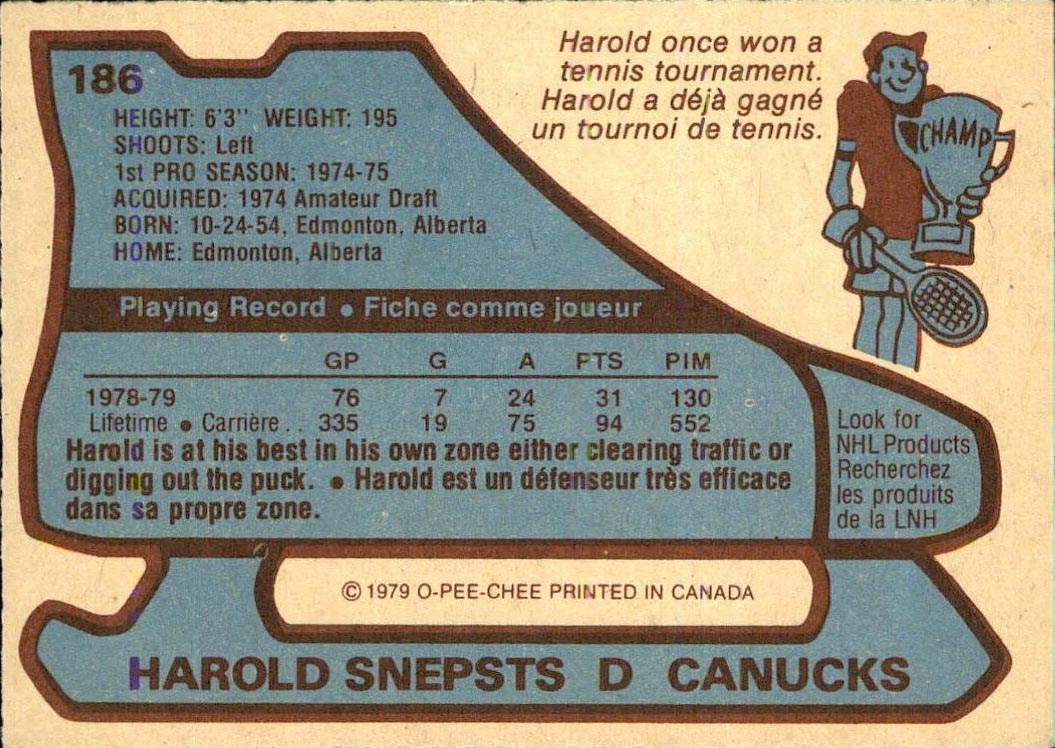 186
HEIGHT: 6'3" WEIGHT: 195
SHOOTS: Left
1st PRO SEASON: 1974-75
ACQUIRED: 1974 Amateur Draft
BORN: 10-24-54, Edmonton, Alberta
HOME: Edmonton, Alberta
Harold once won a
tennis tournament.
Harold a déjà gagné
un tournoi de tennis.
CHAMP
Playing Record • Fiche comme joueur
GP G A PTS PIM
1978-79 76 7 24 31 130
Lifetime • Carrière . . 335 19 75 94 552
Harold is at his best in his own zone either clearing traffic or
digging out the puck. • Harold est un défenseur très efficace
dans sa propre zone.
Look for
NHL Products
Recherchez
les produits
de la LNH
© 1979 O-PEE-CHEE PRINTED IN CANADA
HAROLD SNEPSTS D CANUCKS